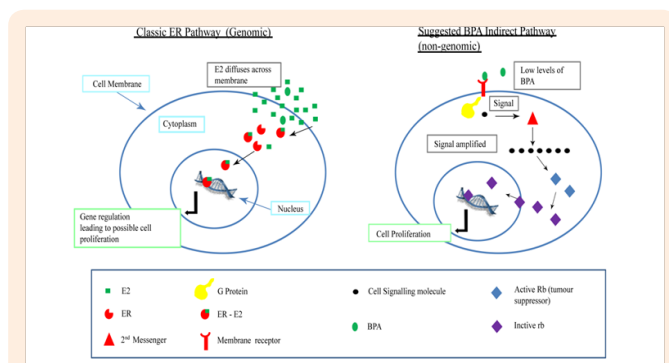 Classic ER Pathway (Genomic)
Suggested BPA Indirect Pathway
(non-genomic)
E2 diffuses across
membrane
Cell Membrane
Cytoplasm
Nucleus
Gene regulation
leading to possible cell
proliferation
Low levels of
BPA
Signal
Signal amplified
Cell Proliferation
E2
G Protein
Cell Signalling molecule
Active Rb (tumour
suppressor)
ER
ER - E2
BPA
Inctive rb
2nd Messenger
Membrane receptor